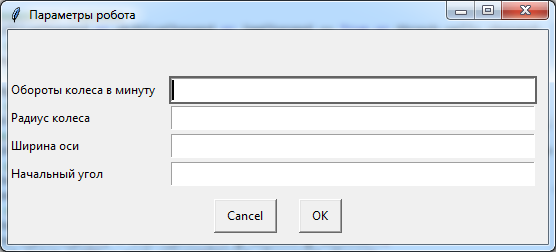 Параметры робота
Обороты колеса в минуту
Радиус колеса
Ширина оси
Начальный угол
Cancel OK